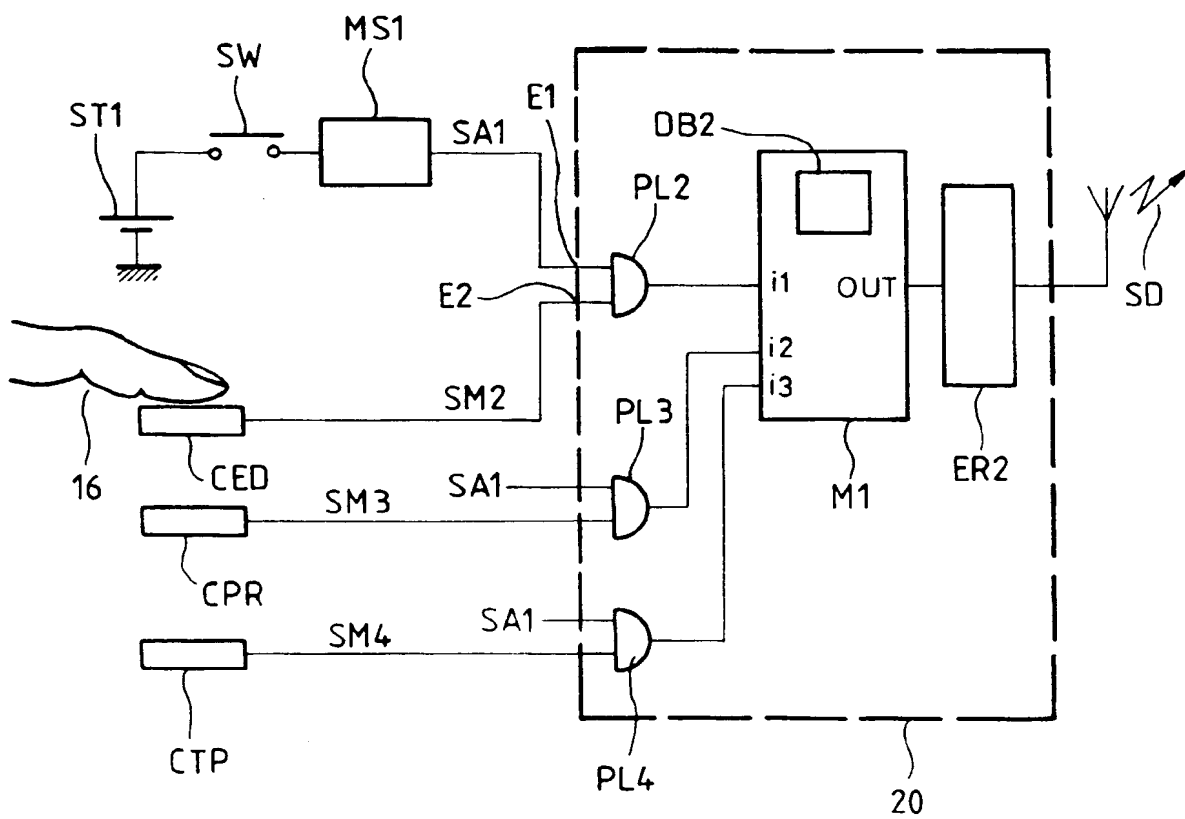 MS1
SW
ST1
SA1
E1
DB2
PL2
E2
i1
OUT
SD
i2
i3
SM2
PL3
16
CED
SA1
M1
ER2
SM3
CPR
SA1
SM4
CTP
PL4
20